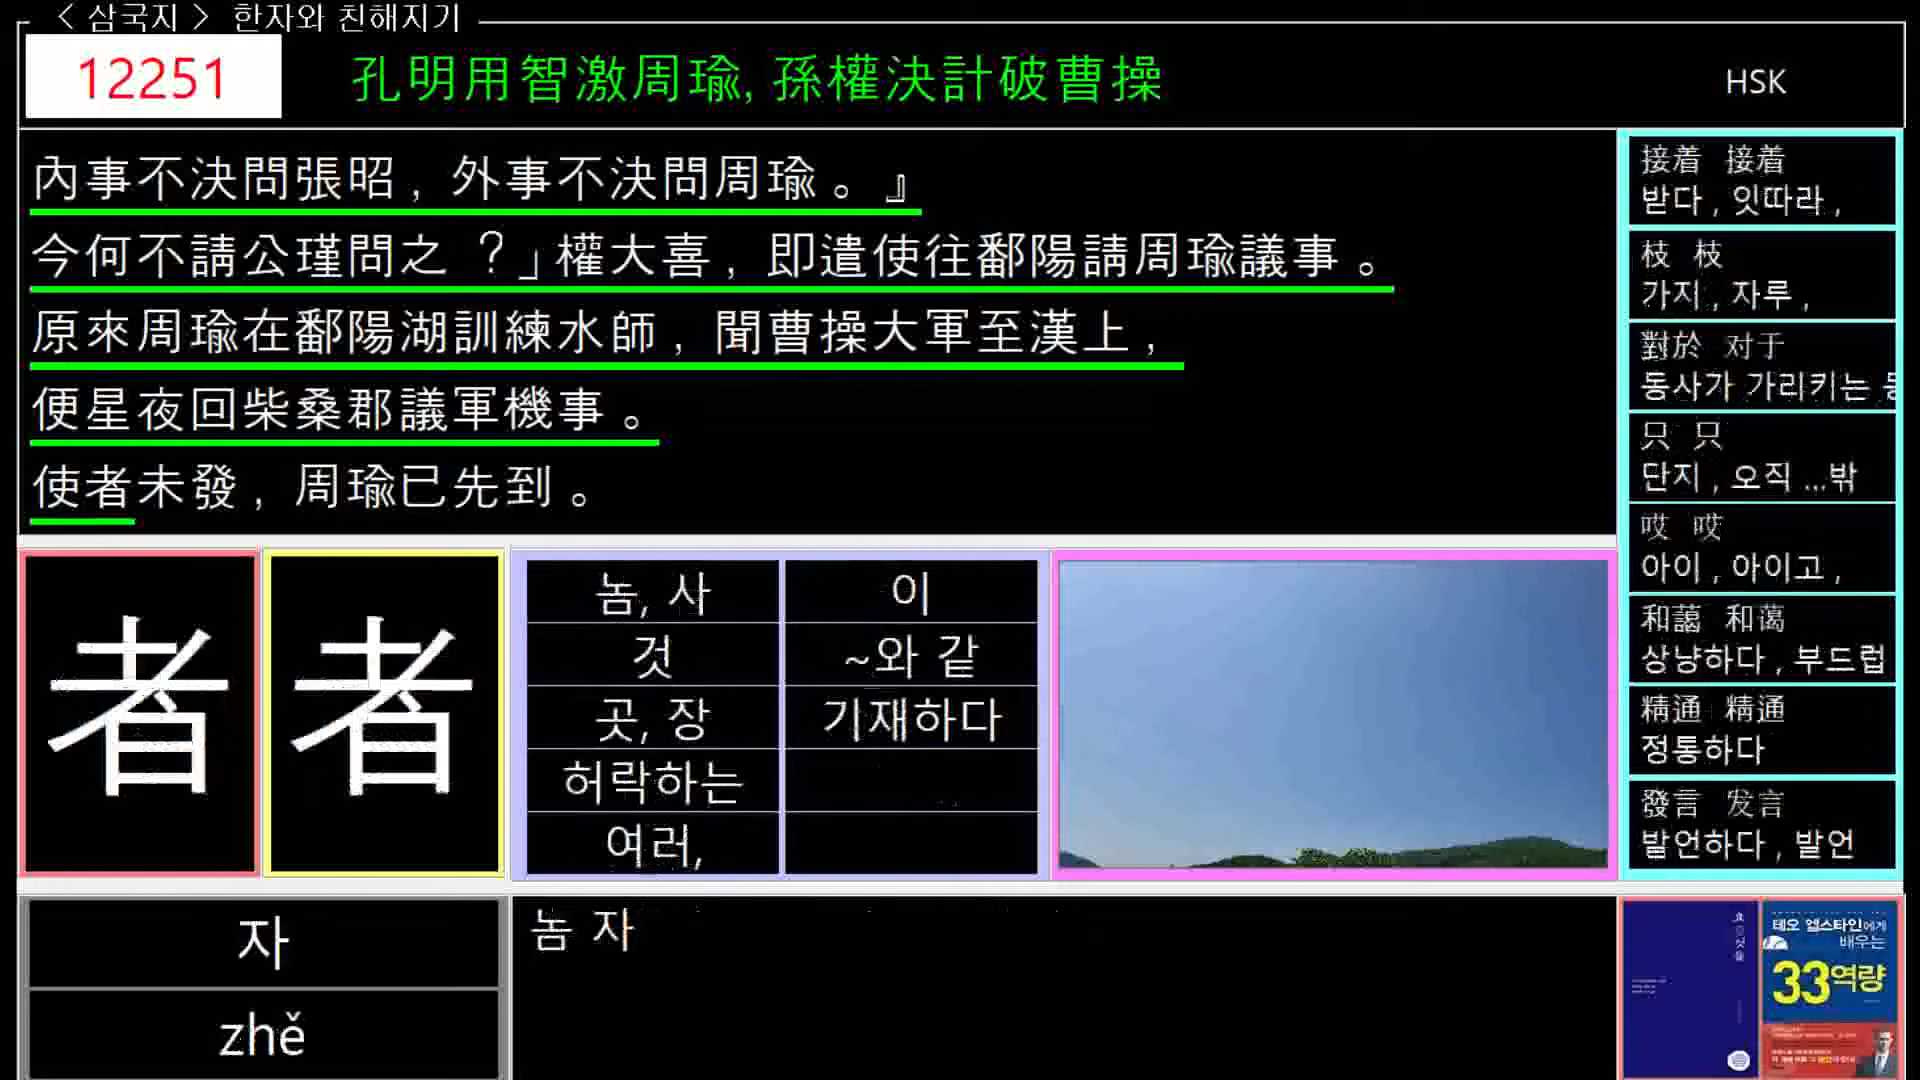 < 삼국지 > 한자와 친해지기
12251
孔明用智激周瑜, 孫權決計破曹操
HSK
內事不決問張昭，外事不決問周瑜。』
今何不請公瑾問之 ？」權大喜，即遣使往鄱陽請周瑜議事。
原來周瑜在鄱陽湖訓練水師，聞曹操大軍至漢上，
便星夜回柴桑郡議軍機事。
使者未發，周瑜已先到。
接着 接着
받다 , 잇따라 ,
枝 枝
가지 , 자루 ,
對於 对于
동사가 가리키는
只 只
단지 , 오직 ...밖
哎 哎
아이 , 아이고 ,
和藹 和蔼
상냥하다 , 부드럽
精通 精通
정통하다
發言 发言
발언하다 , 발언
者 者
놈, 사
것
곳, 장
허락하는
여러,
이
~와 같
기재하다
자
zhě
놈 자
테오 엡스타인에게
배우는
33역량